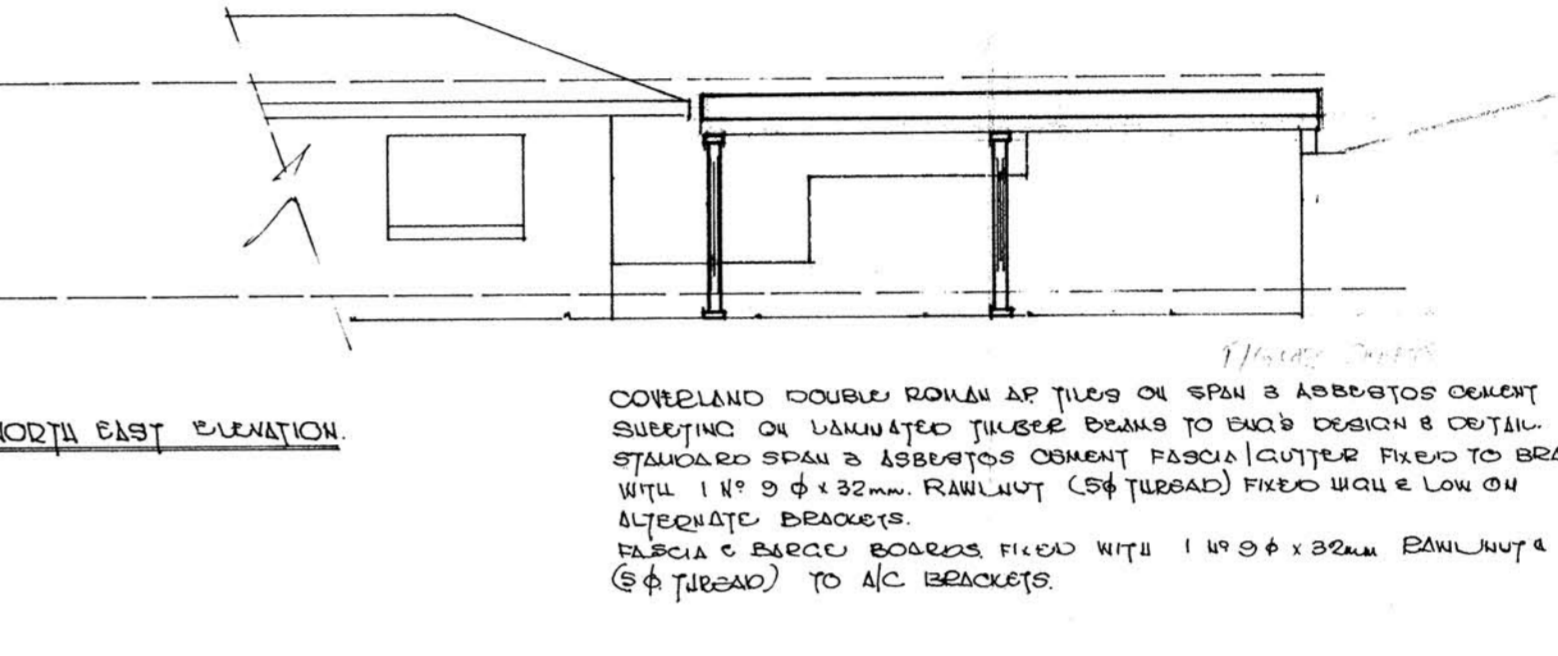 NORTH EAST ELEVATION.
COVERLAND DOUBLE ROMAN AP. TILES ON SPAN 3 ASBESTOS CEMENT
SHEETING ON LAMINATED TIMBER BEAMS TO ENG'S DESIGN & DETAIL.
STANDARD SPAN 3 ASBESTOS CEMENT FASCIA/GUTTER FIXED TO BRA
WITH 1 Nº 9 ϕ x 32mm. RAWLNUT (5ϕ THREAD) FIXED HIGH & LOW ON
ALTERNATE BRACKETS.
FASCIA & BARGE BOARDS. FIXED WITH 1 Nº 9 ϕ x 32mm RAWLNUT
(5 ϕ. THREAD) TO A/C BRACKETS.